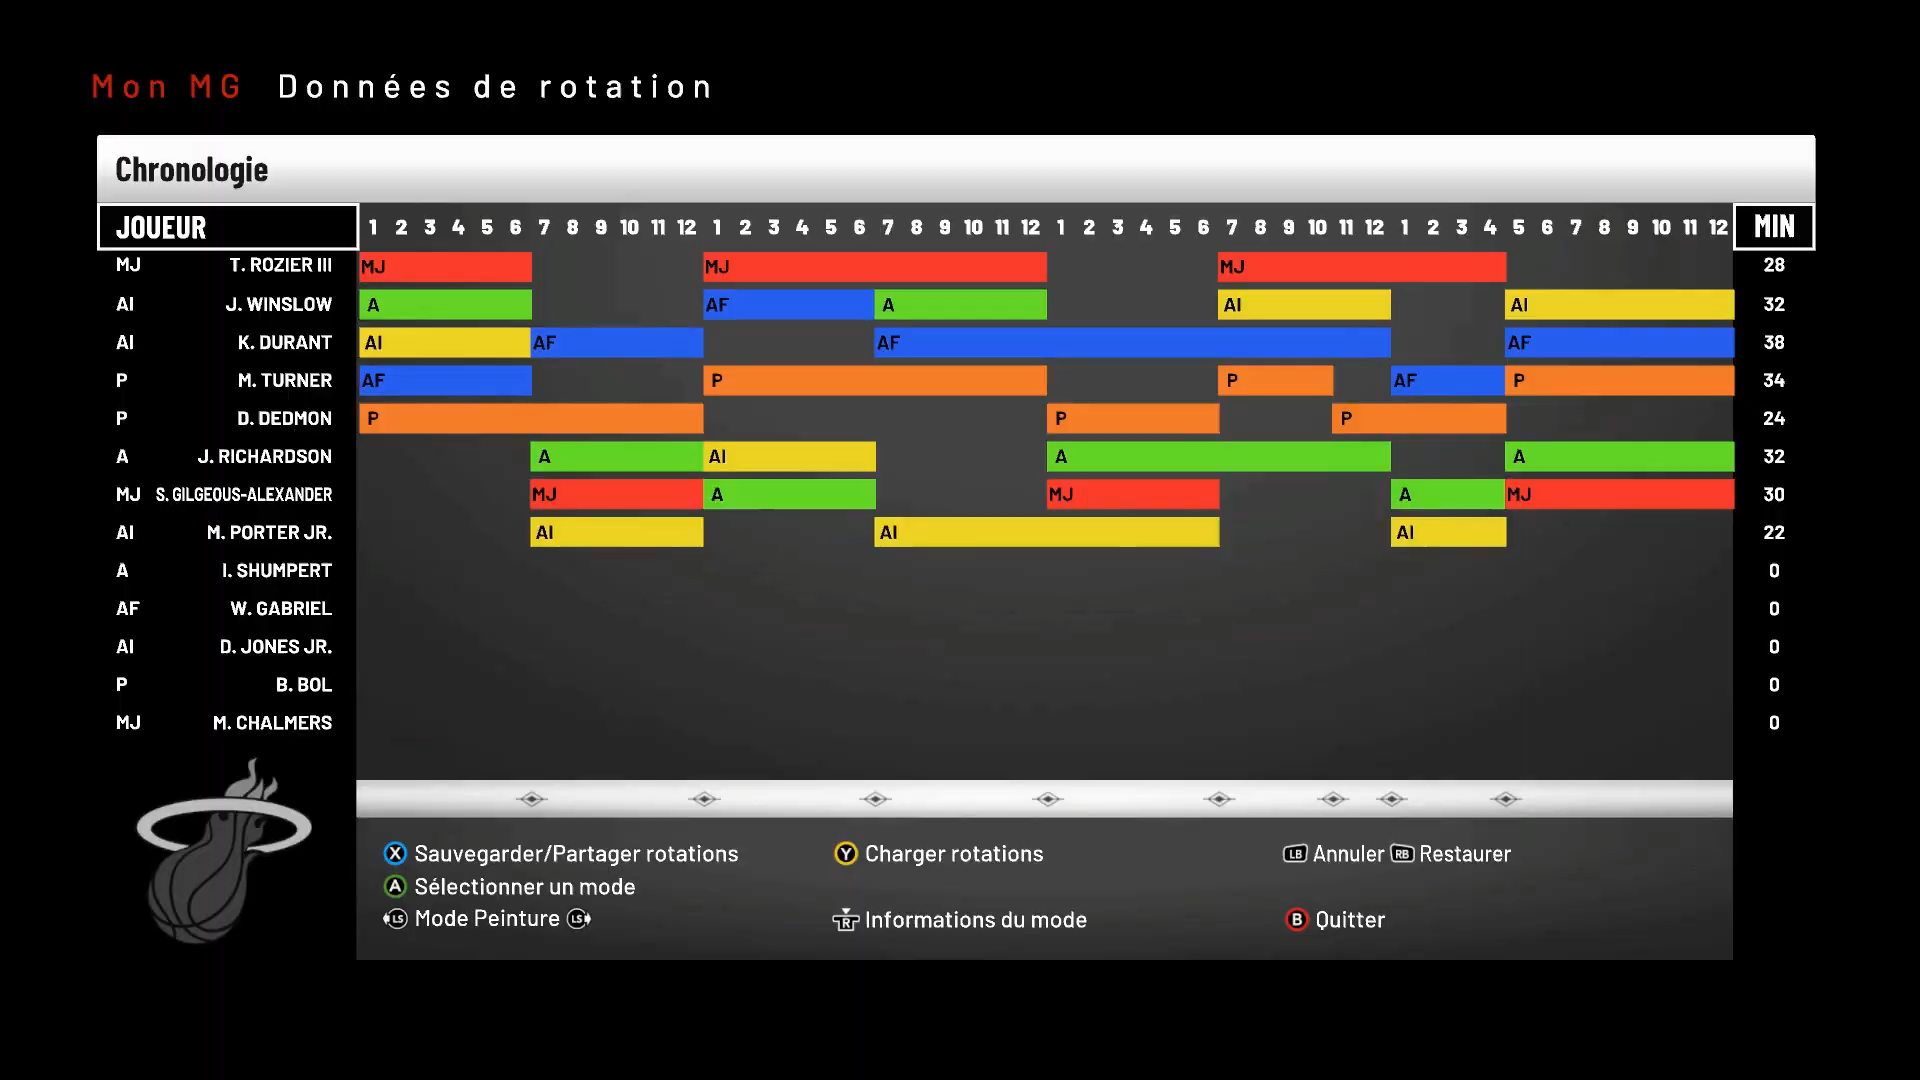 Mon MG Données de rotation
Chronologie
JOUEUR 1 2 3 4 5 6 7 8 9 10 11 12 1 2 3 4 5 6 7 8 9 10 11 12 1 2 3 4 5 6 7 8 9 10 11 12 1 2 3 4 5 6 7 8 9 10 11 12 MIN
MJ T. ROZIER III MJ MJ MJ 28
AI J. WINSLOW A AF A AI AI 32
AI K. DURANT AI AF AF AF 38
P M. TURNER AF P P AF P 34
P D. DEDMON P P P 24
A J. RICHARDSON A AI A A 32
MJ S. GILGEOUS-ALEXANDER MJ A MJ A MJ 30
AI M. PORTER JR. AI AI AI 22
A I. SHUMPERT 0
AF W. GABRIEL 0
AI D. JONES JR. 0
P B. BOL 0
MJ M. CHALMERS 0
X Sauvegarder/Partager rotations Y Charger rotations LB Annuler RB Restaurer
A Sélectionner un mode
LS Mode Peinture LS R Informations du mode B Quitter